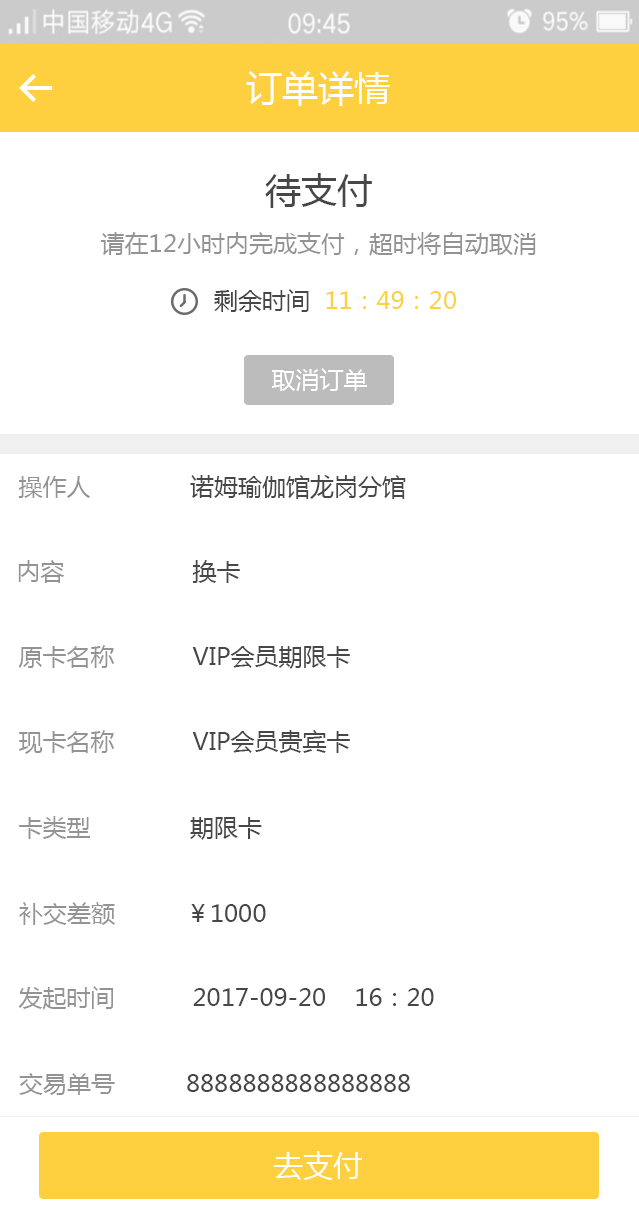 中国移动4G 09:45 95%
订单详情
待支付
请在12小时内完成支付，超时将自动取消
剩余时间 11：49：20
取消订单
操作人 诺姆瑜伽馆龙岗分馆
内容 换卡
原卡名称 VIP会员期限卡
现卡名称 VIP会员贵宾卡
卡类型 期限卡
补交差额 ¥1000
发起时间 2017-09-20 16：20
交易单号 8888888888888888
去支付